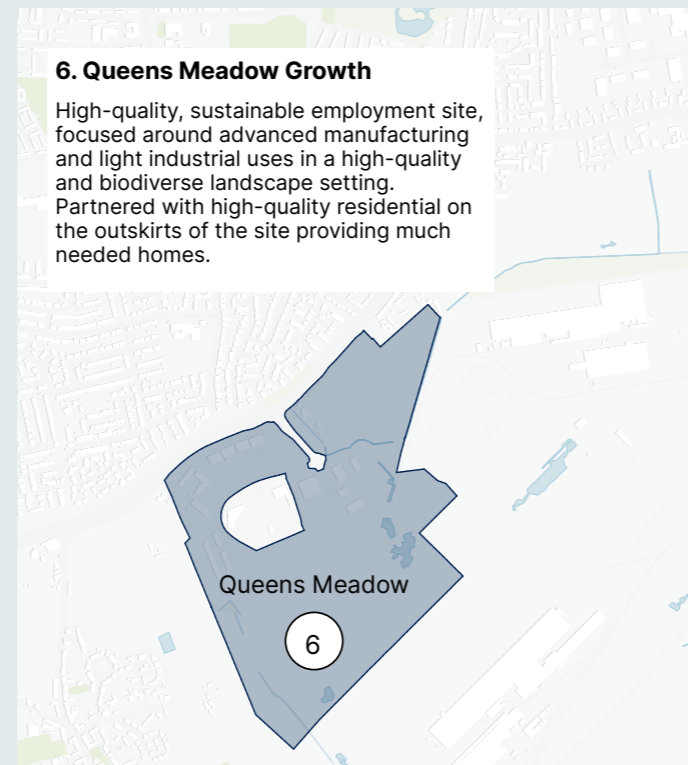 6. Queens Meadow Growth
High-quality, sustainable employment site,
focused around advanced manufacturing
and light industrial uses in a high-quality
and biodiverse landscape setting.
Partnered with high-quality residential on
the outskirts of the site providing much
needed homes.
Queens Meadow
6